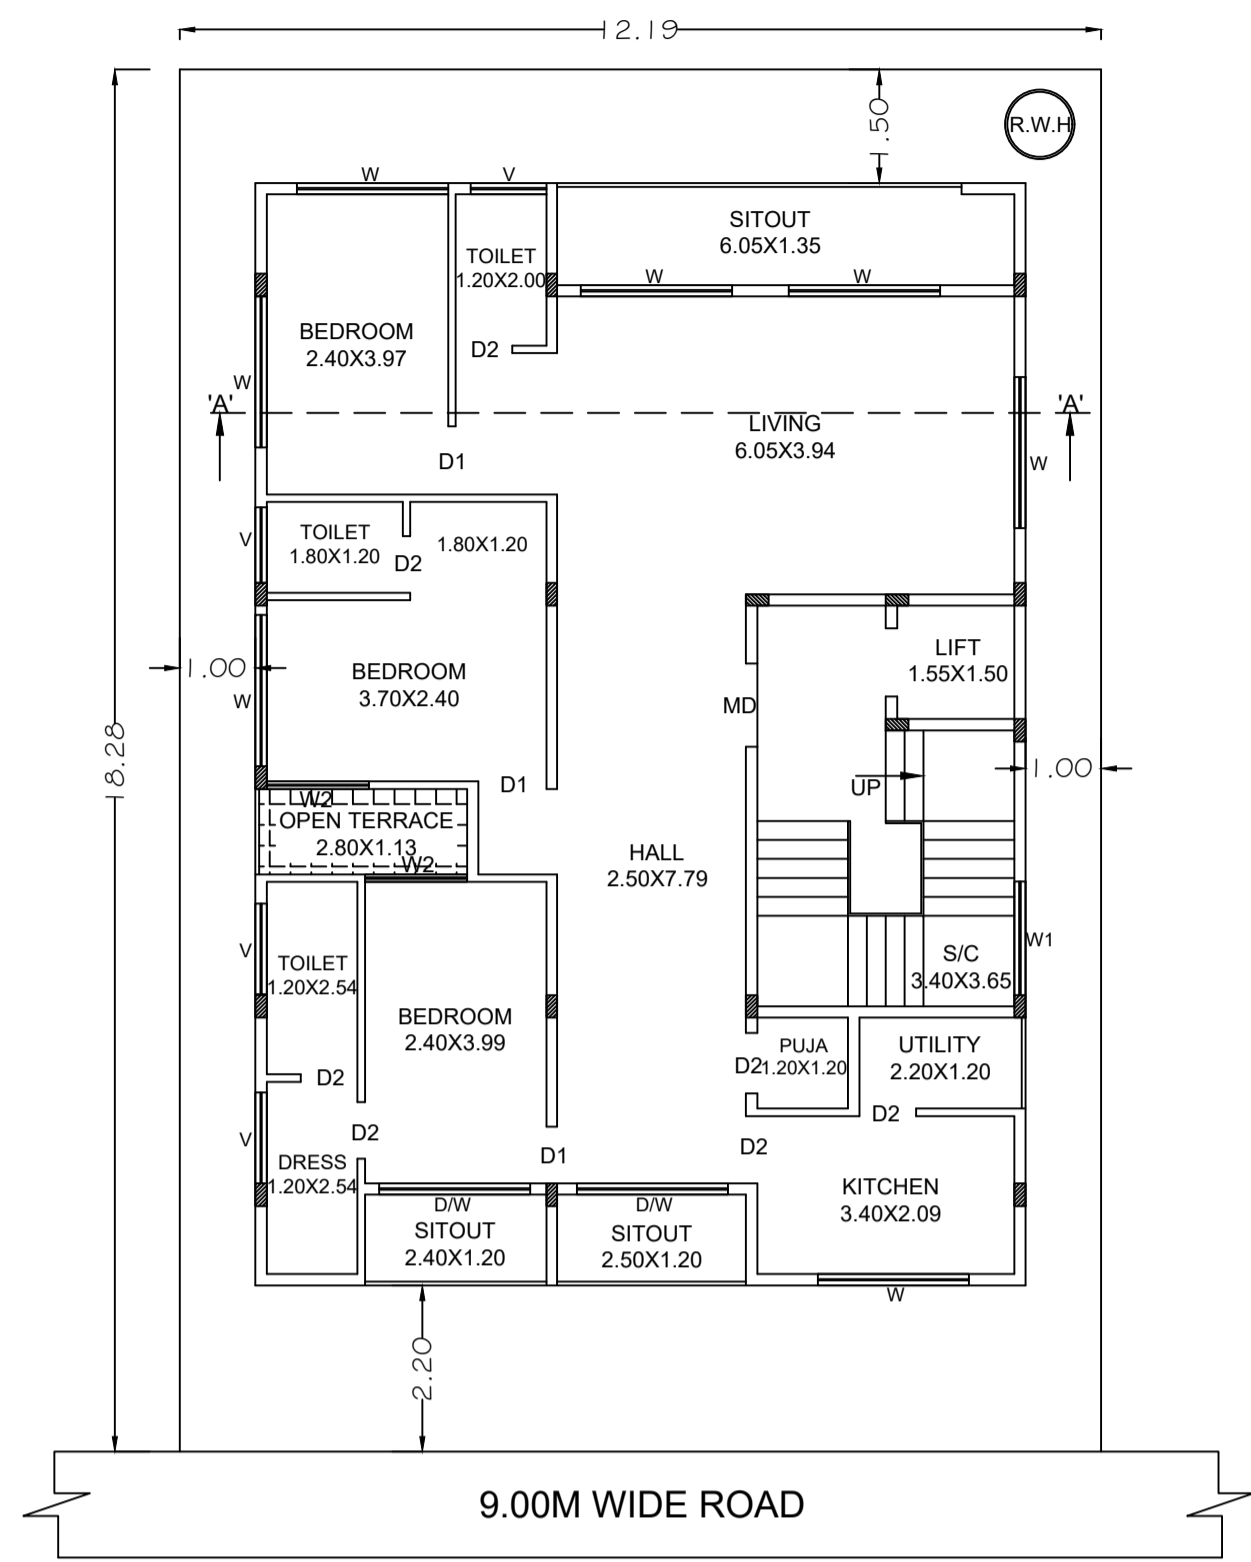 12.19
1.50
R.W.H
W
V
SITOUT
6.05X1.35
TOILET
1.20X2.00
W
W
BEDROOM
2.40X3.97
D2
W
'A'
'A'
LIVING
6.05X3.94
D1
W
TOILET
1.80X1.20
V
D2
1.80X1.20
LIFT
1.55X1.50
1.00
BEDROOM
3.70X2.40
W
MD
18.28
1.00
D1
UP
W2
OPEN TERRACE
2.80X1.13
W2
HALL
2.50X7.79
V
TOILET
1.20X2.54
W1
S/C
3.40X3.65
BEDROOM
2.40X3.99
PUJA
1.20X1.20
D2
UTILITY
2.20X1.20
D2
D2
V
D2
D1
D2
DRESS
1.20X2.54
KITCHEN
3.40X2.09
D/W
SITOUT
2.40X1.20
D/W
SITOUT
2.50X1.20
W
2.20
9.00M WIDE ROAD